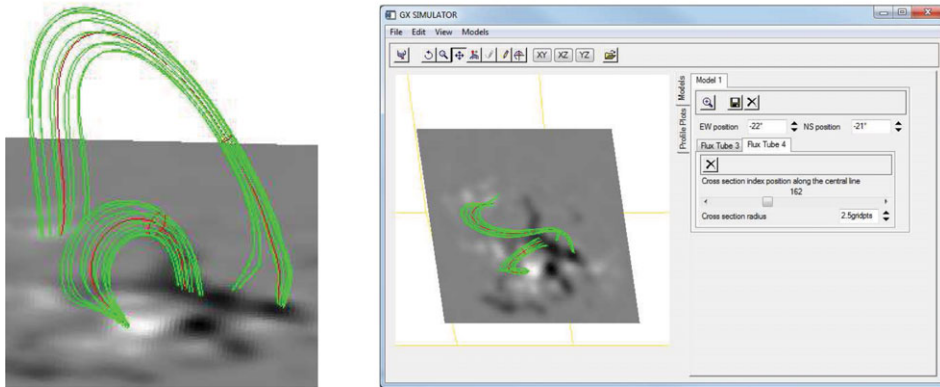 GX SIMULATOR
File Edit View Models
XY XZ YZ
Models
Profile Plots
Model 1
EW position -22" NS position -21"
Flux Tube 3 Flux Tube 4
Cross section index position along the central line
162
Cross section radius 2.5gridpts